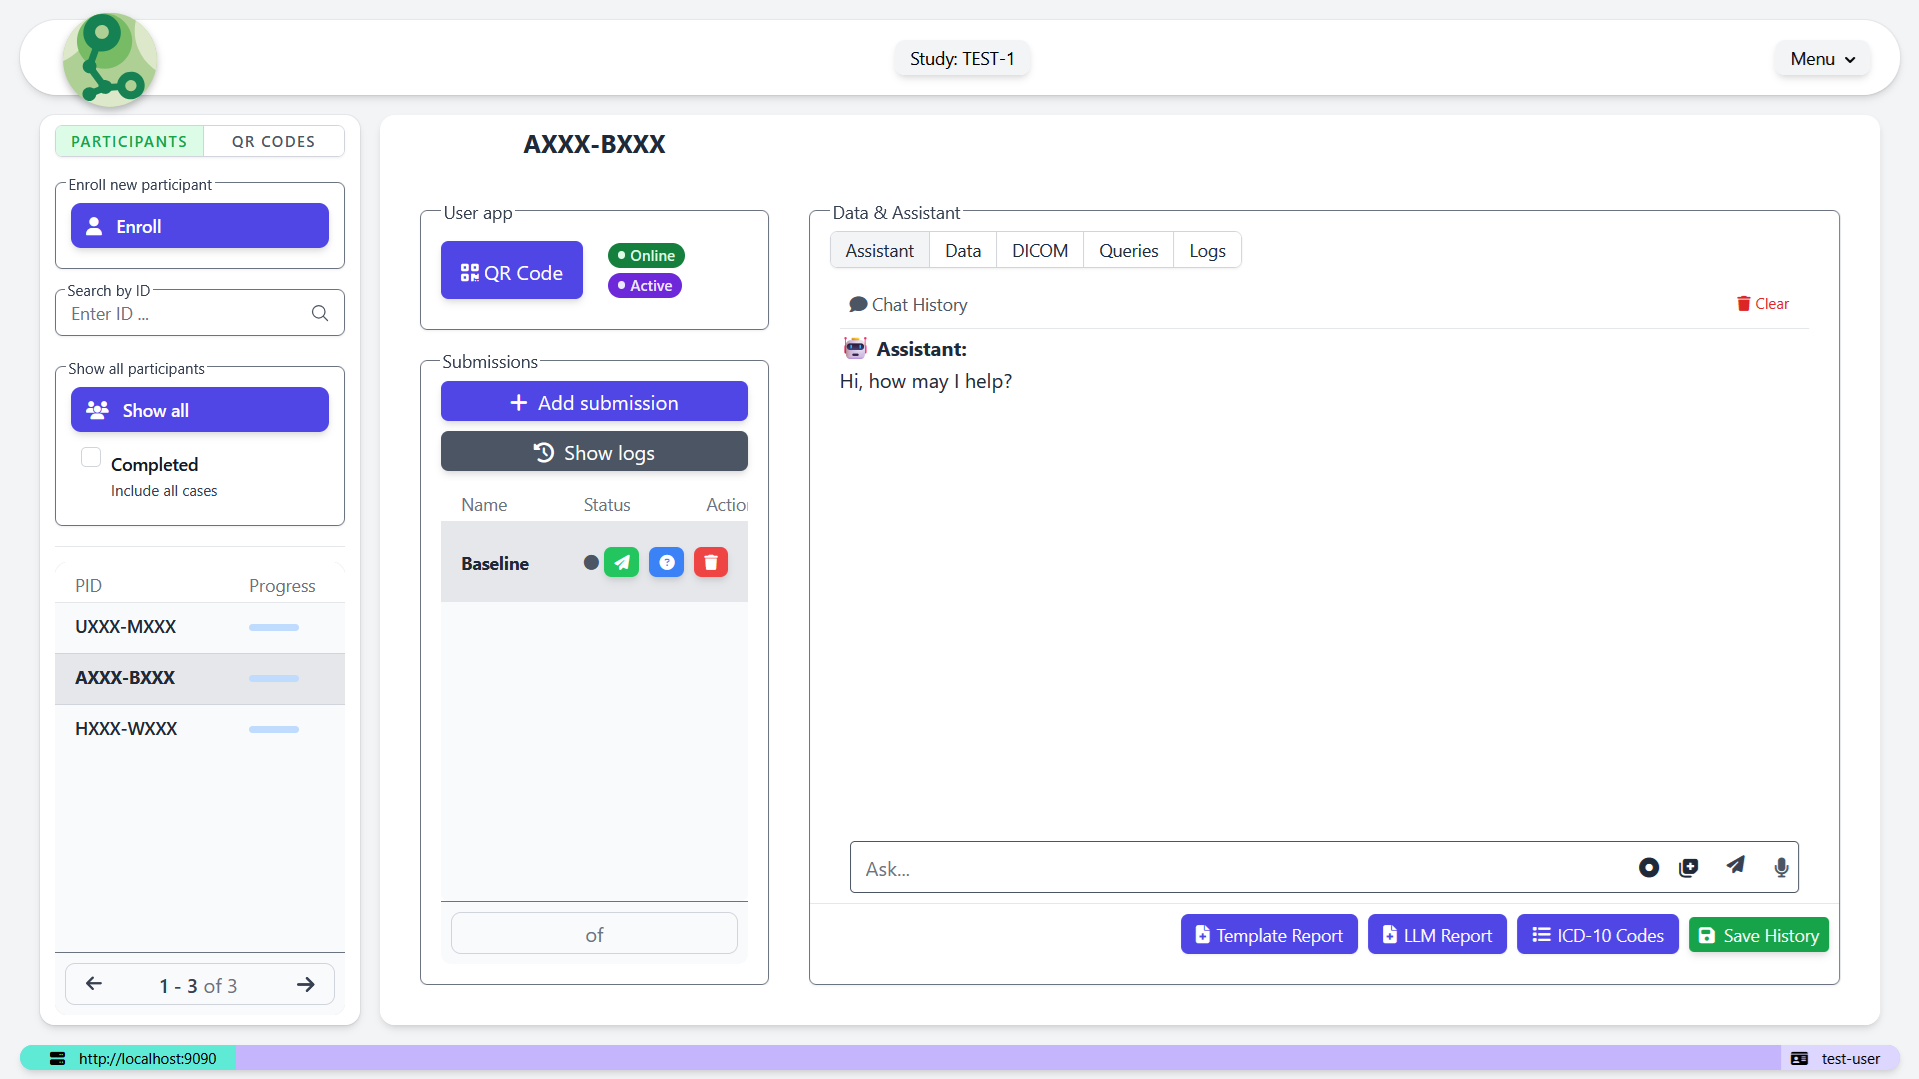 Study: TEST-1
Menu
PARTICIPANTS
QR CODES
Enroll new participant
Enroll
Search by ID
Enter ID ...
Show all participants
Show all
Completed
Include all cases
PID Progress
UXXX-MXXX
AXXX-BXXX
HXXX-WXXX
1 - 3 of 3
AXXX-BXXX
User app
QR Code
Online
Active
Submissions
Add submission
Show logs
Name Status Action
Baseline
of
Data & Assistant
Assistant Data DICOM Queries Logs
Chat History
Clear
Assistant:
Hi, how may I help?
Ask...
Template Report
LLM Report
ICD-10 Codes
Save History
http://localhost:9090
test-user